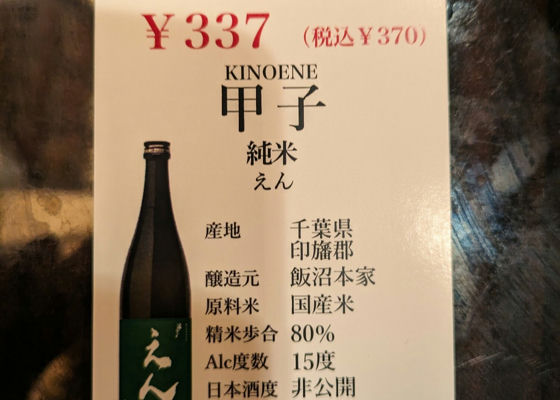 ¥337 （税込¥370）
KINOENE
甲子
純米
えん
産地 千葉県
印旛郡
醸造元 飯沼本家
原料米 国産米
精米歩合 80%
Alc度数 15度
日本酒度 非公開
えん